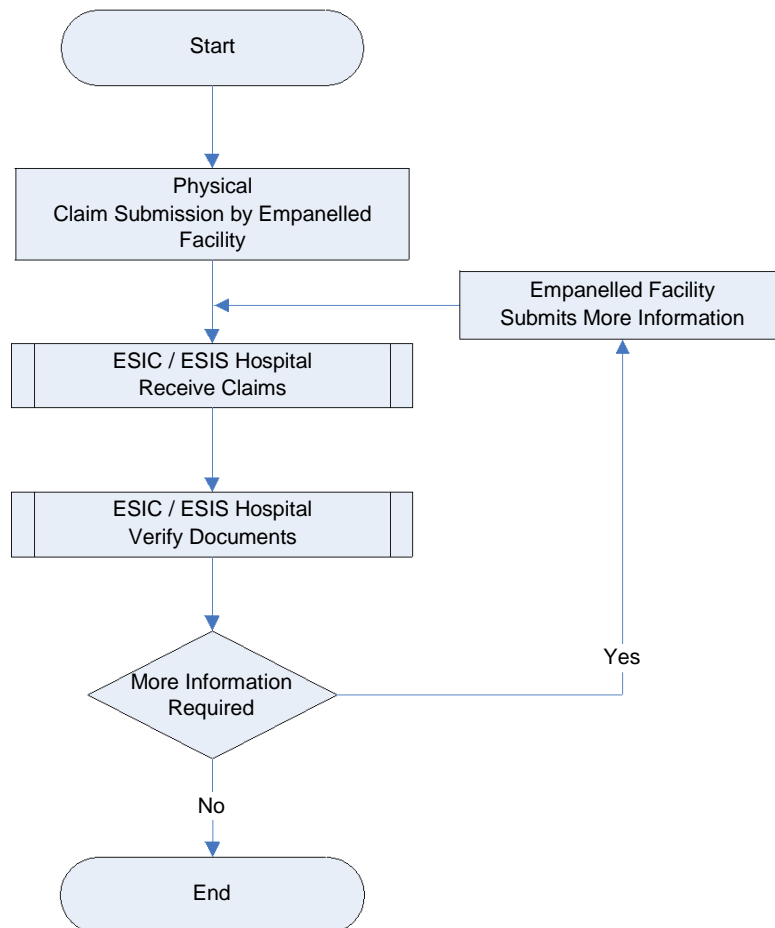 Start
Physical
Claim Submission by Empanelled
Facility
Empanelled Facility
Submits More Information
ESIC / ESIS Hospital
Receive Claims
ESIC / ESIS Hospital
Verify Documents
More Information
Required
Yes
No
End